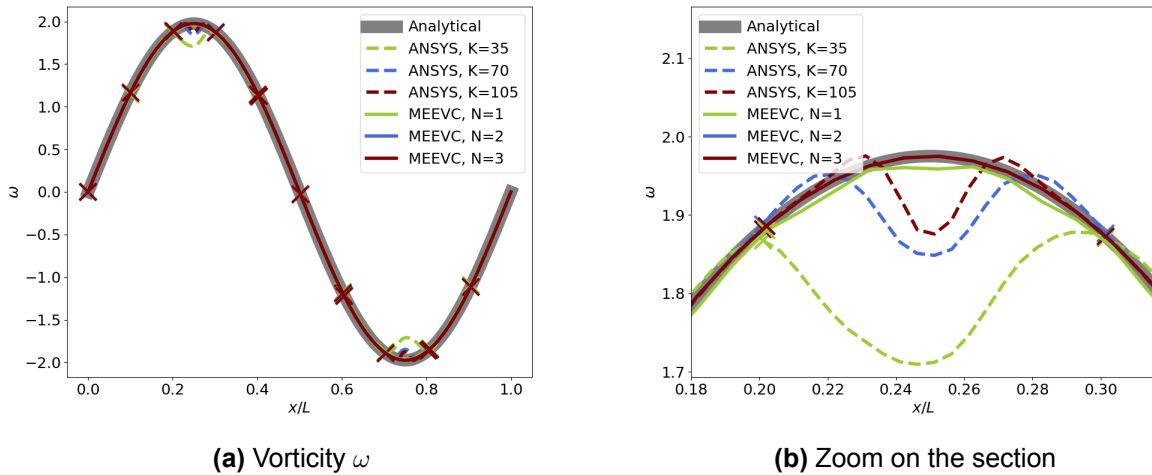 Analytical
ANSYS, K=35
ANSYS, K=70
ANSYS, K=105
MEEVC, N=1
MEEVC, N=2
MEEVC, N=3
2.0
1.5
1.0
0.5
0.0
−0.5
−1.0
−1.5
−2.0
ω
0.0 0.2 0.4 0.6 0.8 1.0
x/L
(a) Vorticity ω
Analytical
ANSYS, K=35
ANSYS, K=70
ANSYS, K=105
MEEVC, N=1
MEEVC, N=2
MEEVC, N=3
2.1
2.0
1.9
1.8
1.7
ω
0.18 0.20 0.22 0.24 0.26 0.28 0.30
x/L
(b) Zoom on the section